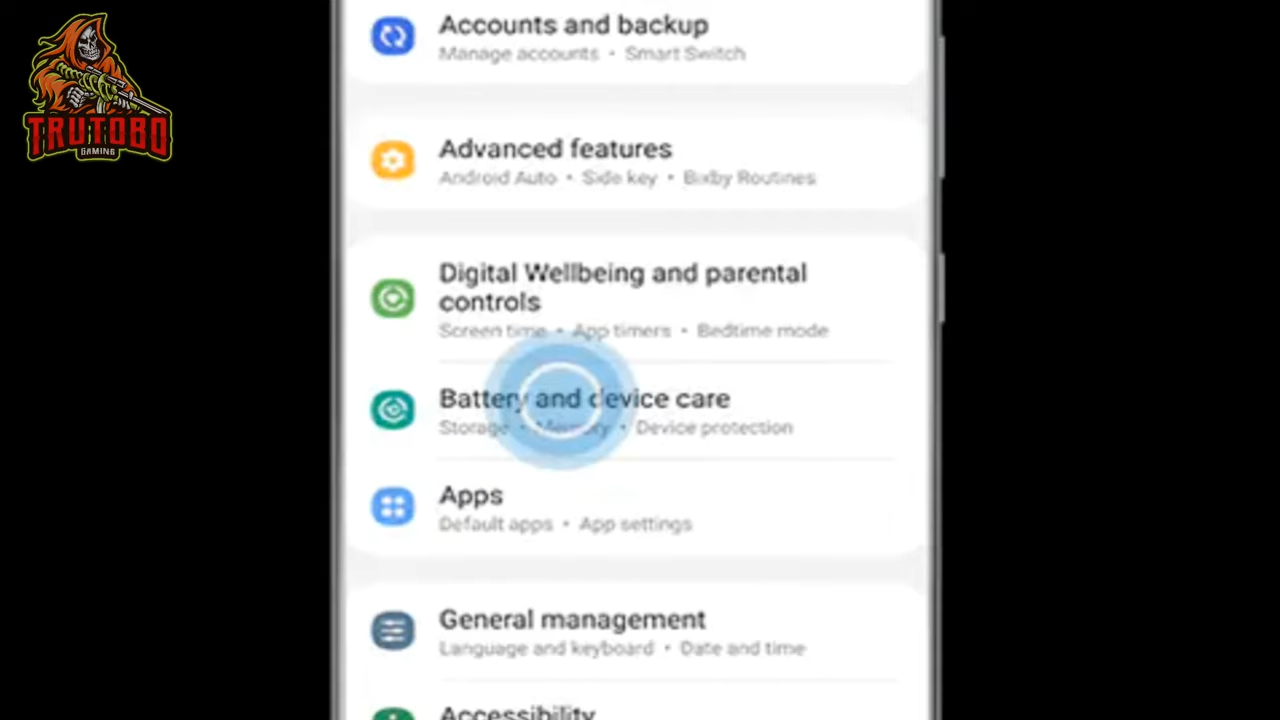 TRUTOBO
GAMING
Accounts and backup
Manage accounts • Smart Switch
Advanced features
Android Auto • Side key • Bixby Routines
Digital Wellbeing and parental
controls
Screen time • App timers • Bedtime mode
Battery and device care
Storage • Memory • Device protection
Apps
Default apps • App settings
General management
Language and keyboard • Date and time
Accessibility